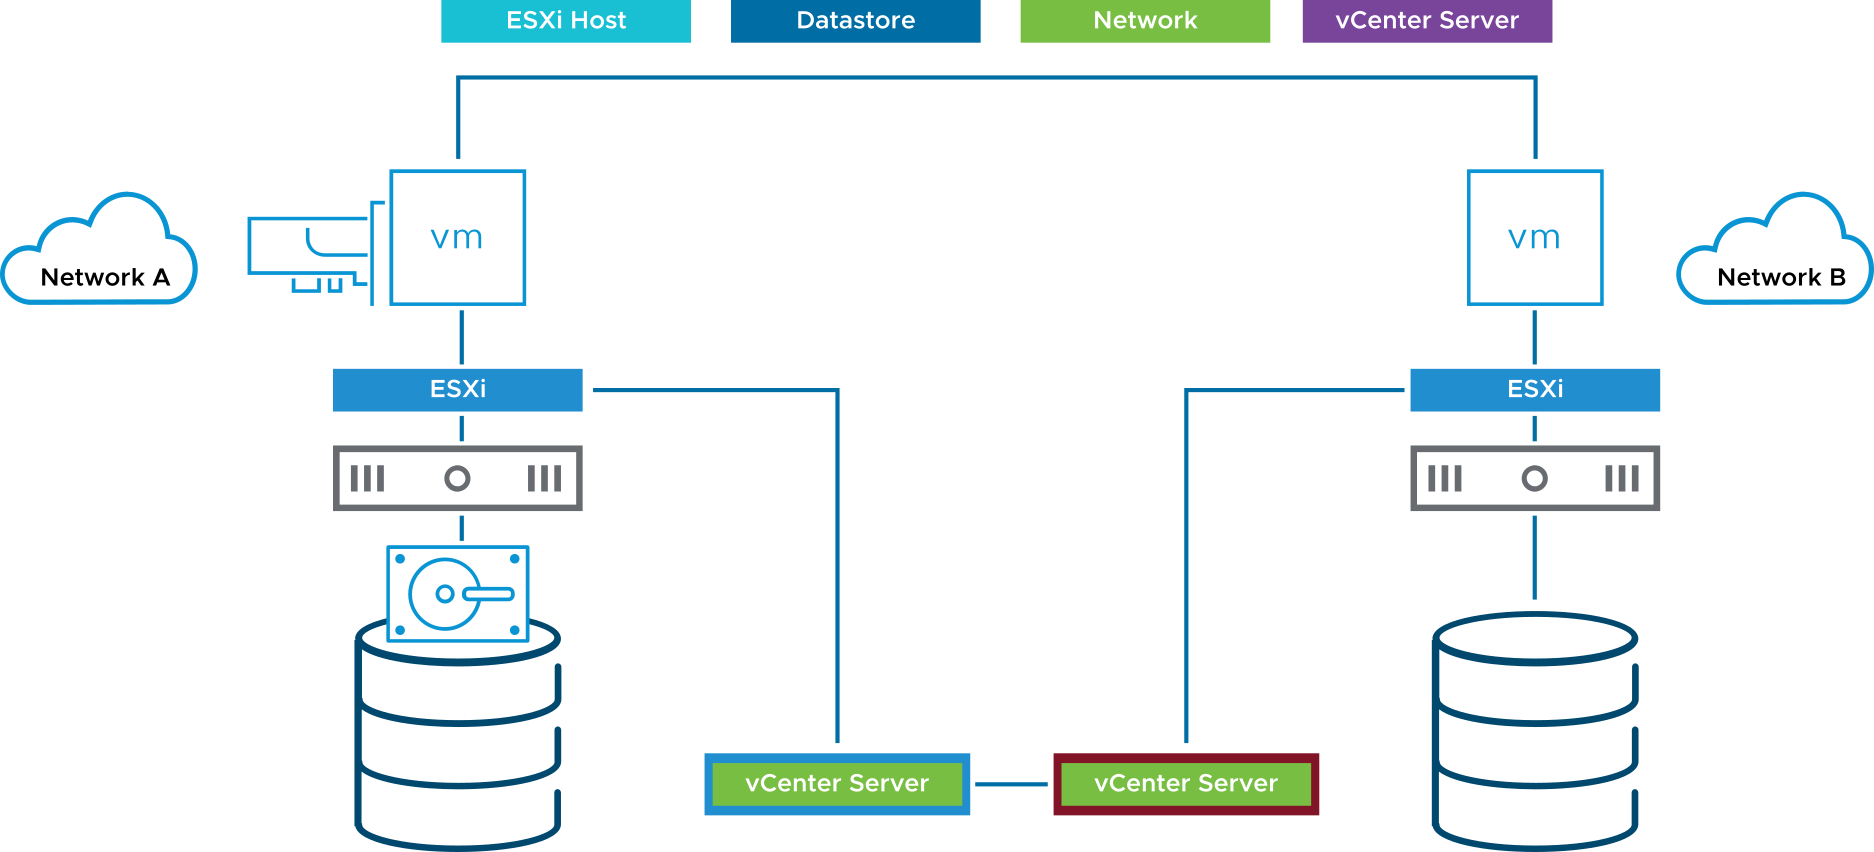 ESXi Host
Datastore
Network
vCenter Server
vm
vm
Network A
Network B
ESXi
ESXi
vCenter Server
vCenter Server